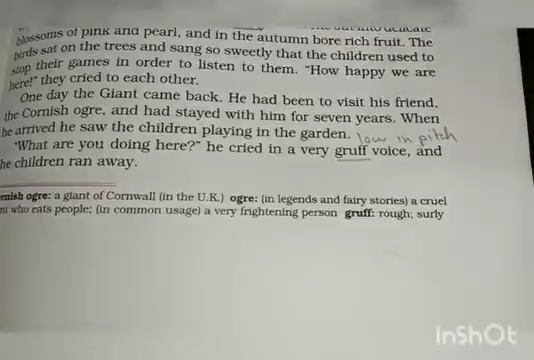 blossoms of pink and pearl, and in the autumn bore rich fruit. The
birds sat on the trees and sang so sweetly that the children used to
stop their games in order to listen to them. "How happy we are
here!" they cried to each other.
One day the Giant came back. He had been to visit his friend,
the Cornish ogre, and had stayed with him for seven years. When
he arrived he saw the children playing in the garden. low in pitch
"What are you doing here?" he cried in a very gruff voice, and
he children ran away.
rnish ogre: a giant of Cornwall (in the U.K.) ogre: (in legends and fairy stories) a cruel
who eats people; (in common usage) a very frightening person gruff: rough; surly
InShOt